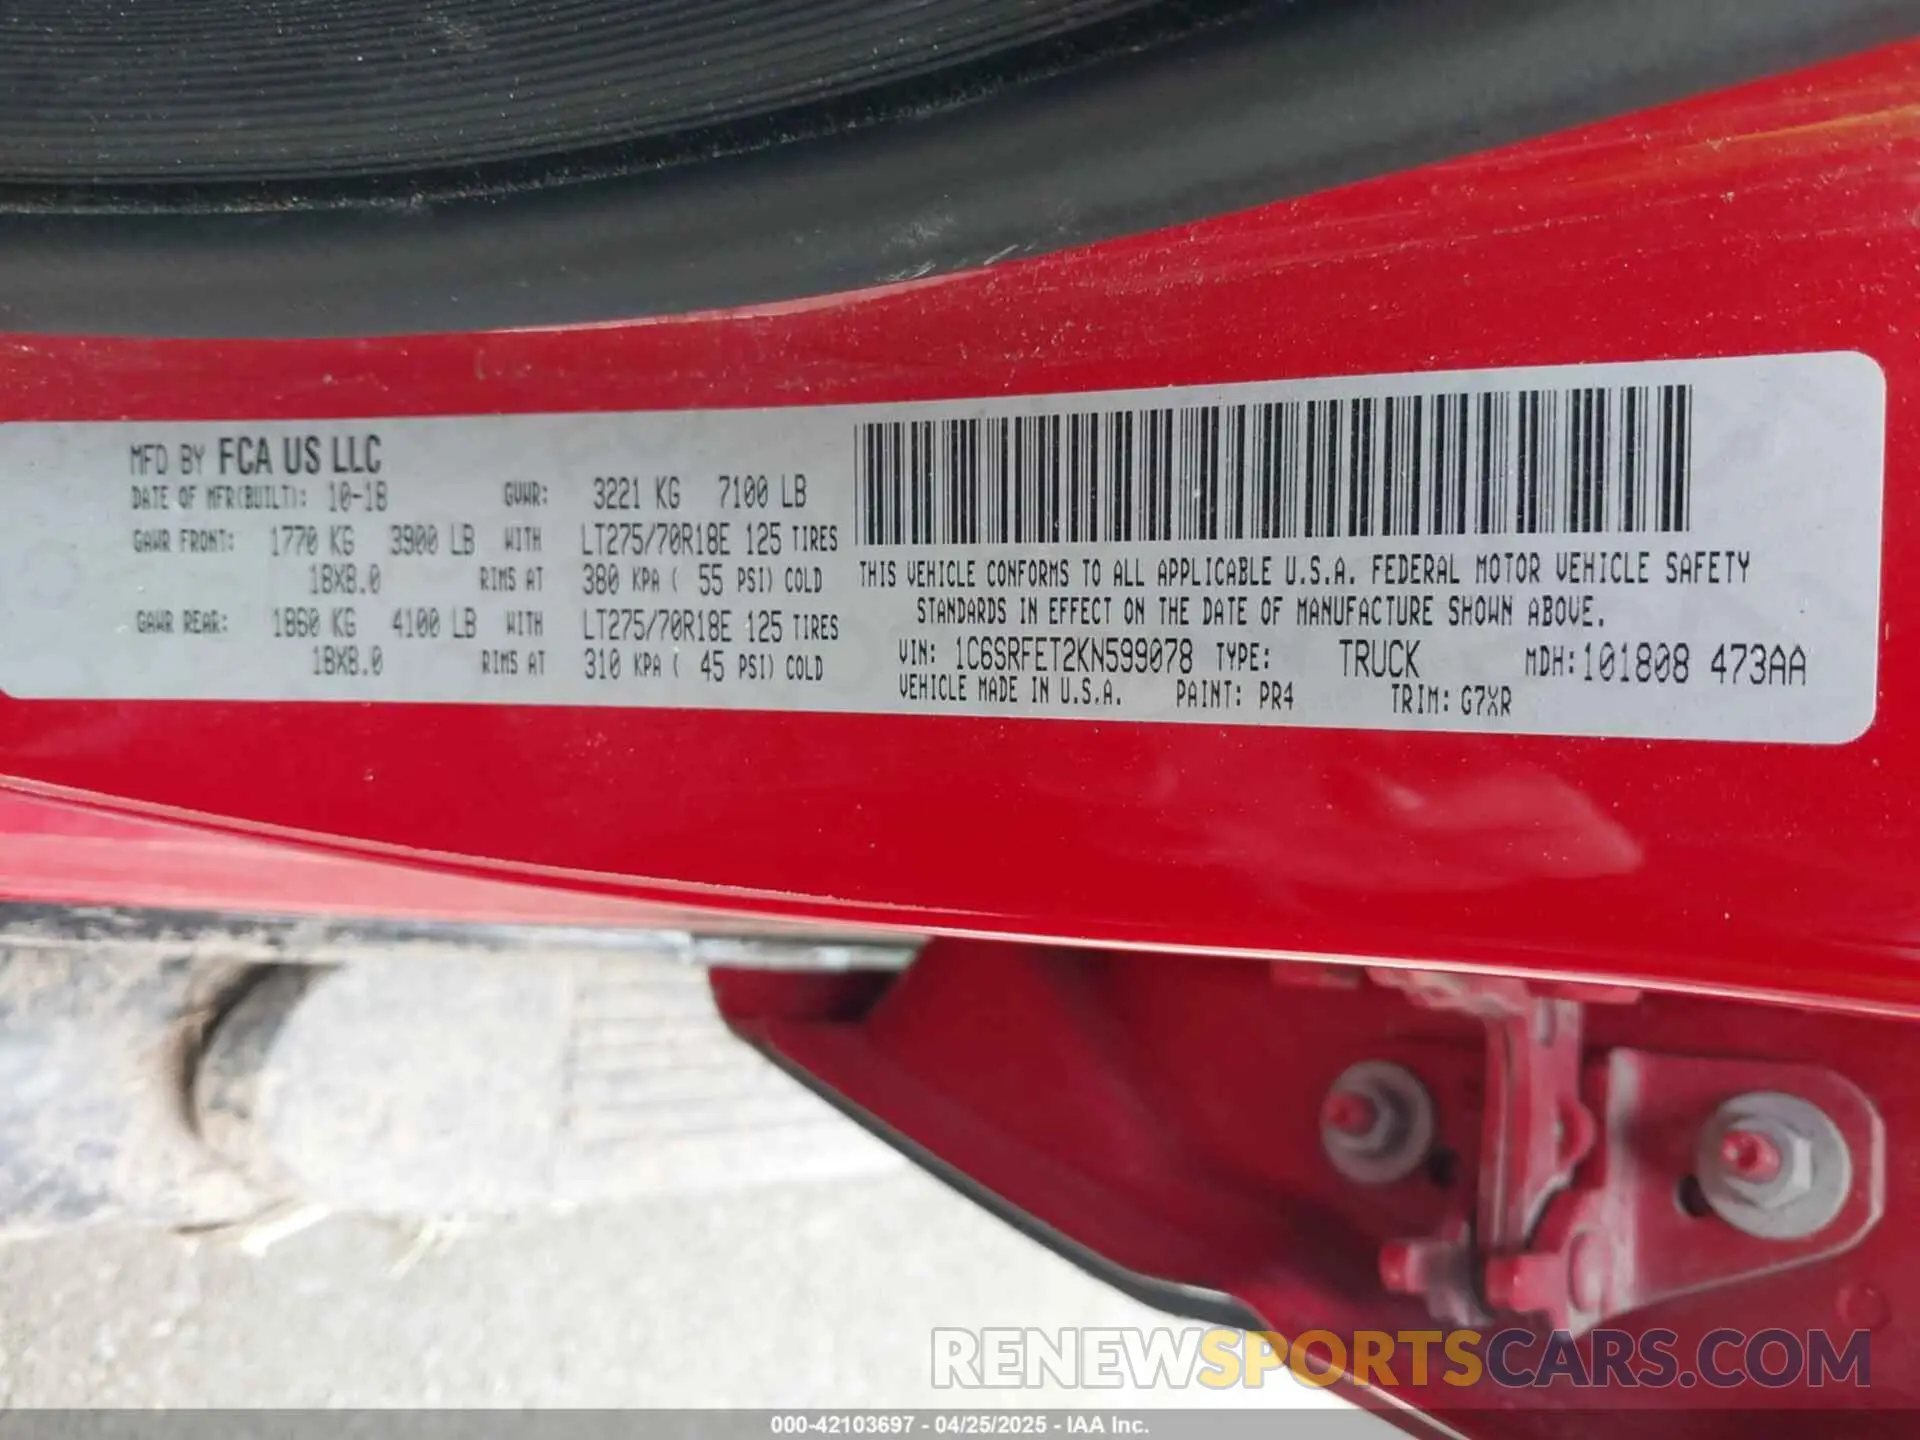 MFD BY FCA US LLC
DATE OF MFR(BUILT): 10-18 GVWR: 3221 KG 7100 LB
GAWR FRONT: 1770 KG 3900 LB WITH LT275/70R18E 125 TIRES
18X8.0 RIMS AT 380 KPA ( 55 PSI) COLD
GAWR REAR: 1860 KG 4100 LB WITH LT275/70R18E 125 TIRES
18X8.0 RIMS AT 310 KPA ( 45 PSI) COLD
THIS VEHICLE CONFORMS TO ALL APPLICABLE U.S.A. FEDERAL MOTOR VEHICLE SAFETY
STANDARDS IN EFFECT ON THE DATE OF MANUFACTURE SHOWN ABOVE.
VIN: 1C6SRFET2KN599078 TYPE: TRUCK MDH:101808 473AA
VEHICLE MADE IN U.S.A. PAINT: PR4 TRIM: G7XR
RENEWSPORTSCARS.COM
000-42103697 - 04/25/2025 - IAA Inc.